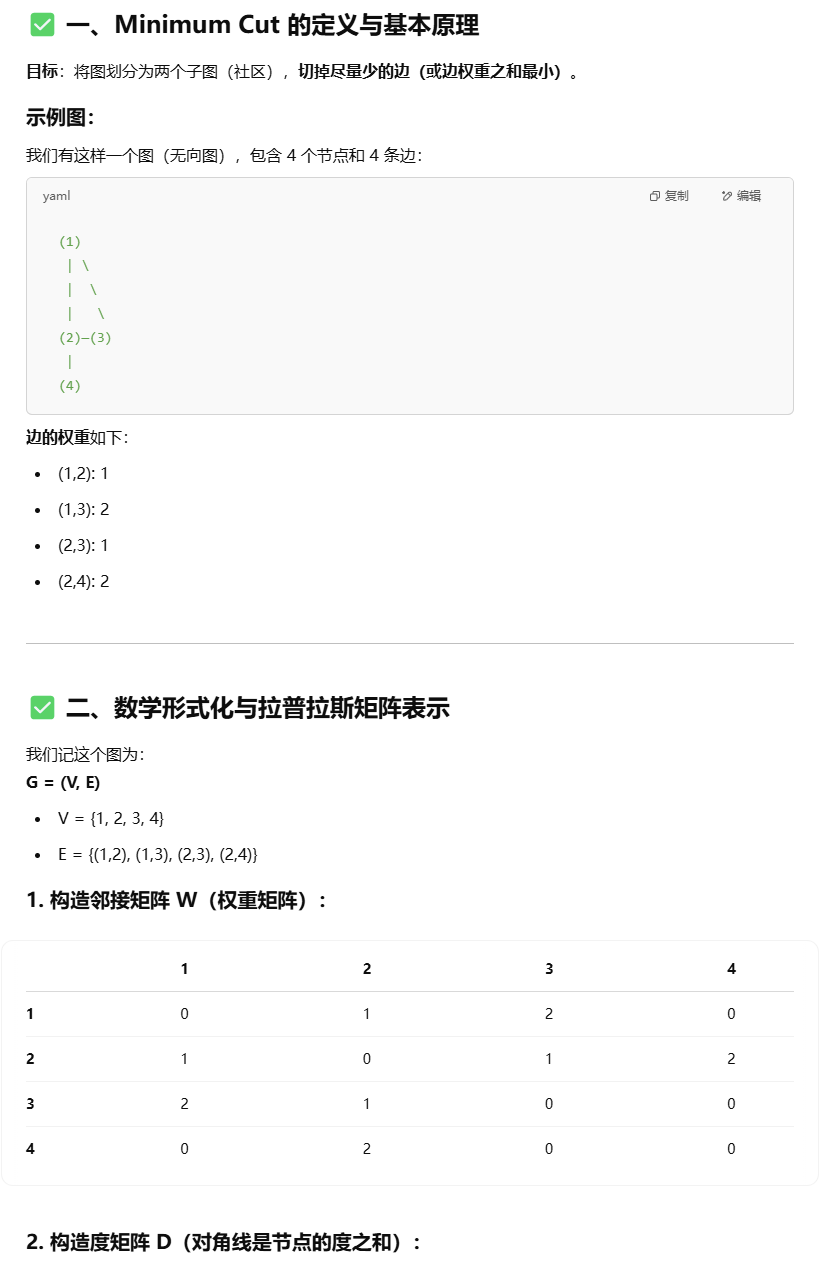 ✅ 一、Minimum Cut 的定义与基本原理
目标：将图划分为两个子图（社区），切掉尽量少的边（或边权重之和最小）。
示例图：
我们有这样一个图（无向图），包含 4 个节点和 4 条边：
yaml 复制 编辑
(1)
 | \
 |  \
 |   \
(2)—(3)
 |
(4)
边的权重如下：
• (1,2): 1
• (1,3): 2
• (2,3): 1
• (2,4): 2
✅ 二、数学形式化与拉普拉斯矩阵表示
我们记这个图为：
G = (V, E)
• V = {1, 2, 3, 4}
• E = {(1,2), (1,3), (2,3), (2,4)}
1. 构造邻接矩阵 W（权重矩阵）：
1 2 3 4
1 0 1 2 0
2 1 0 1 2
3 2 1 0 0
4 0 2 0 0
2. 构造度矩阵 D（对角线是节点的度之和）：